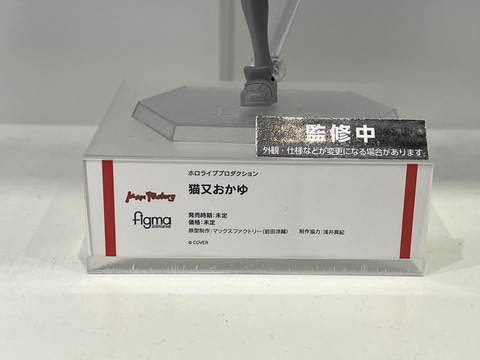 監修中
外観・仕様などが変更になる場合があります。
ホロライブプロダクション
猫又おかゆ
Max Factory
figma
発売時期:未定
価格:未定
原型制作:マックスファクトリー(前田涼輔) 制作協力:浅井真紀
© COVER